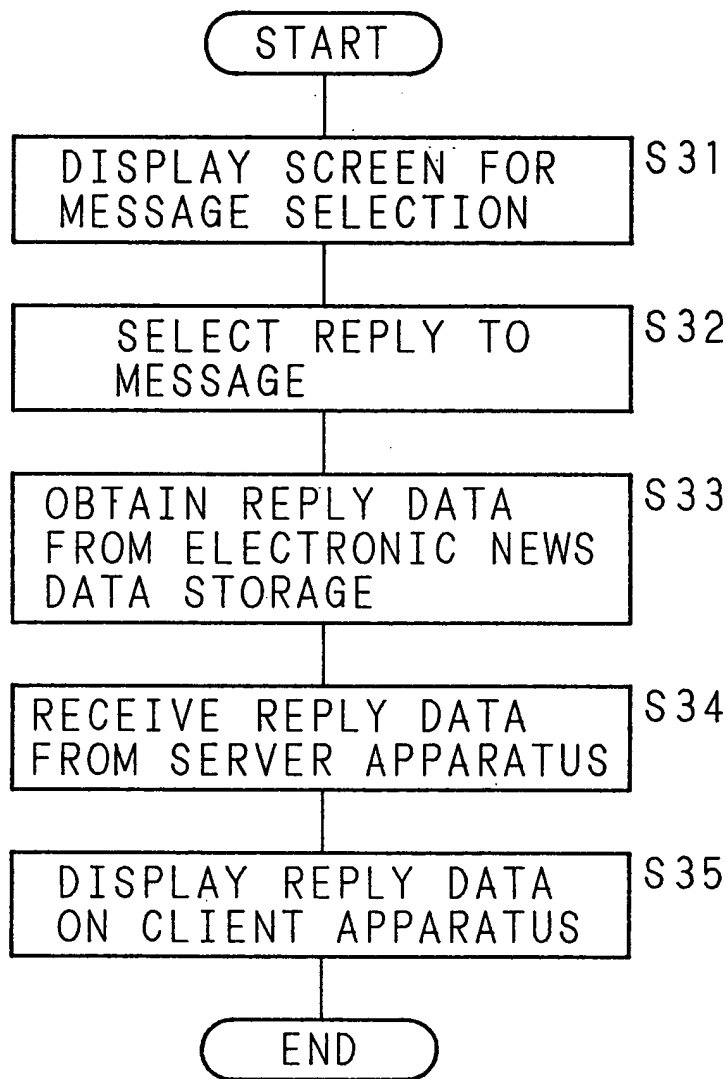 START
DISPLAY SCREEN FOR
MESSAGE SELECTION
S31
SELECT REPLY TO
MESSAGE
S32
OBTAIN REPLY DATA
FROM ELECTRONIC NEWS
DATA STORAGE
S33
RECEIVE REPLY DATA
FROM SERVER APPARATUS
S34
DISPLAY REPLY DATA
ON CLIENT APPARATUS
S35
END